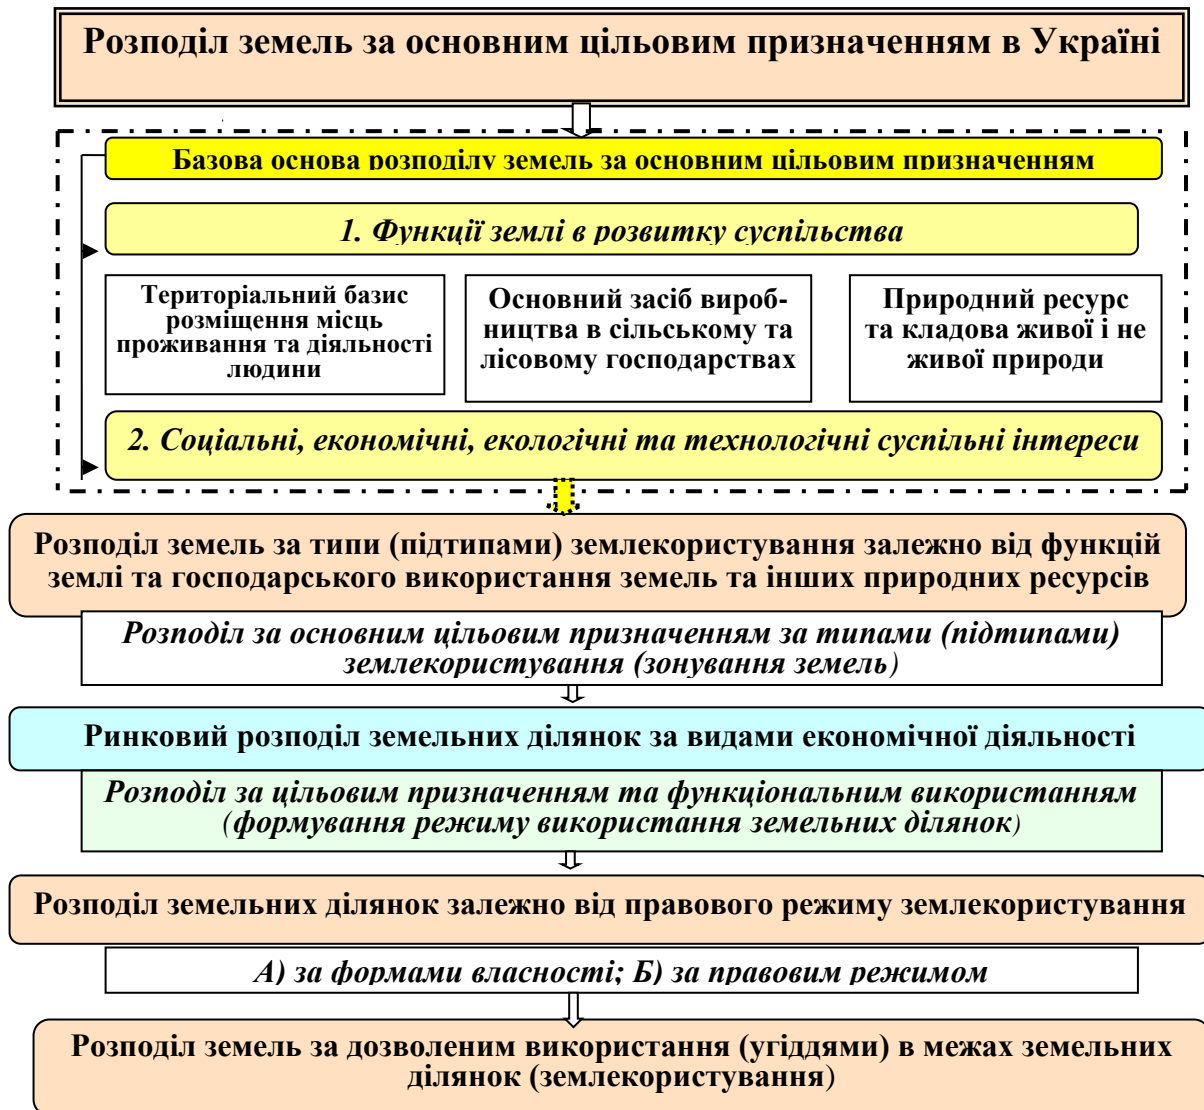 Розподіл земель за основним цільовим призначенням в Україні
Базова основа розподілу земель за основним цільовим призначенням
1. Функції землі в розвитку суспільства
Територіальний базис
розміщення місць
проживання та діяльності
людини
Основний засіб вироб-
ництва в сільському та
лісовому господарствах
Природний ресурс
та кладова живої і не
живої природи
2. Соціальні, економічні, екологічні та технологічні суспільні інтереси
Розподіл земель за типи (підтипами) землекористування залежно від функцій
землі та господарського використання земель та інших природних ресурсів
Розподіл за основним цільовим призначенням за типами (підтипами)
землекористування (зонування земель)
Ринковий розподіл земельних ділянок за видами економічної діяльності
Розподіл за цільовим призначенням та функціональним використанням
(формування режиму використання земельних ділянок)
Розподіл земельних ділянок залежно від правового режиму землекористування
А) за формами власності; Б) за правовим режимом
Розподіл земель за дозволеним використання (угіддями) в межах земельних
ділянок (землекористування)